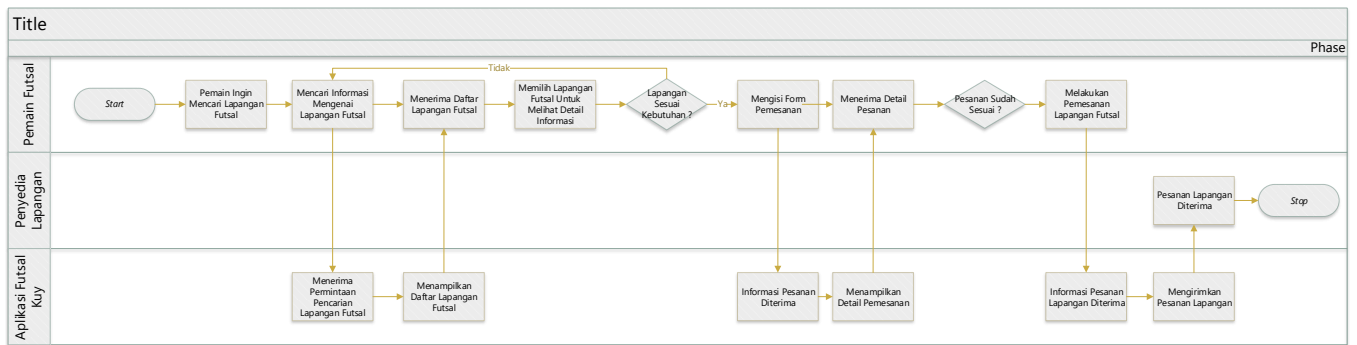 Title
Phase
Pemain Futsal
Start
Pemain Ingin
Mencari Lapangan
Futsal
Mencari Informasi
Mengenai
Lapangan Futsal
Menerima Daftar
Lapangan Futsal
Memilih Lapangan
Futsal Untuk
Melihat Detail
Informasi
Tidak
Lapangan
Sesuai
Kebutuhan ?
Ya
Mengisi Form
Pemesanan
Menerima Detail
Pesanan
Pesanan Sudah
Sesuai ?
Melakukan
Pemesanan
Lapangan Futsal
Penyedia
Lapangan
Pesanan Lapangan
Diterima
Stop
Aplikasi Futsal
Kuy
Menerima
Permintaan
Pencarian
Lapangan Futsal
Menampilkan
Daftar Lapangan
Futsal
Informasi Pesanan
Diterima
Menampilkan
Detail Pemesanan
Informasi Pesanan
Lapangan Diterima
Mengirimkan
Pesanan Lapangan